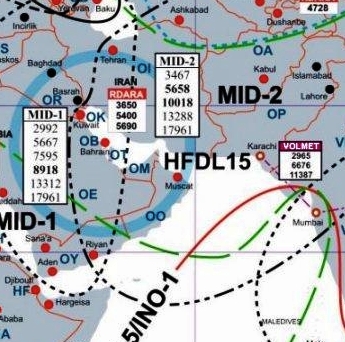 Yerevan
Baku
4728
Ashkabad
Dushanbe
Incirlik
Tehran
MID-2
3467
5658
10018
13288
17961
OA
S
OI
Kabul
Islamabad
Baghdad
IRAN
RDARA
3650
5400
5690
Lahore
Basrah
OR
MID-2
MID-1
2992
5667
7595
8918
13312
17961
OK
Kuwait
OP
OB
Bahrain
OT
Karachi
VOLMET
2965
6676
11387
OM
HFDL15
Muscat
OE
MID-1
OO
Mumbai
Sana'a
Riyan
Aden
OY
Djibouti
HF
Hargeisa
5/INO-1
MALEDIVES
Ababa